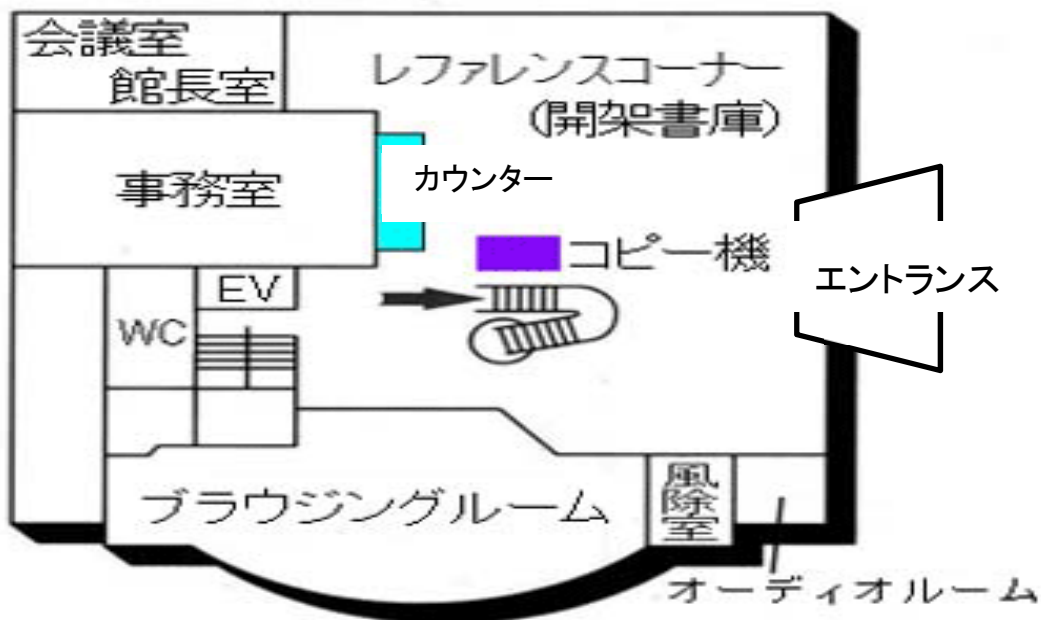 会議室
館長室
レファレンスコーナー
(開架書庫)
事務室
カウンター
コピー機
エントランス
EV
WC
ブラウジングルーム
風除室
オーディオルーム